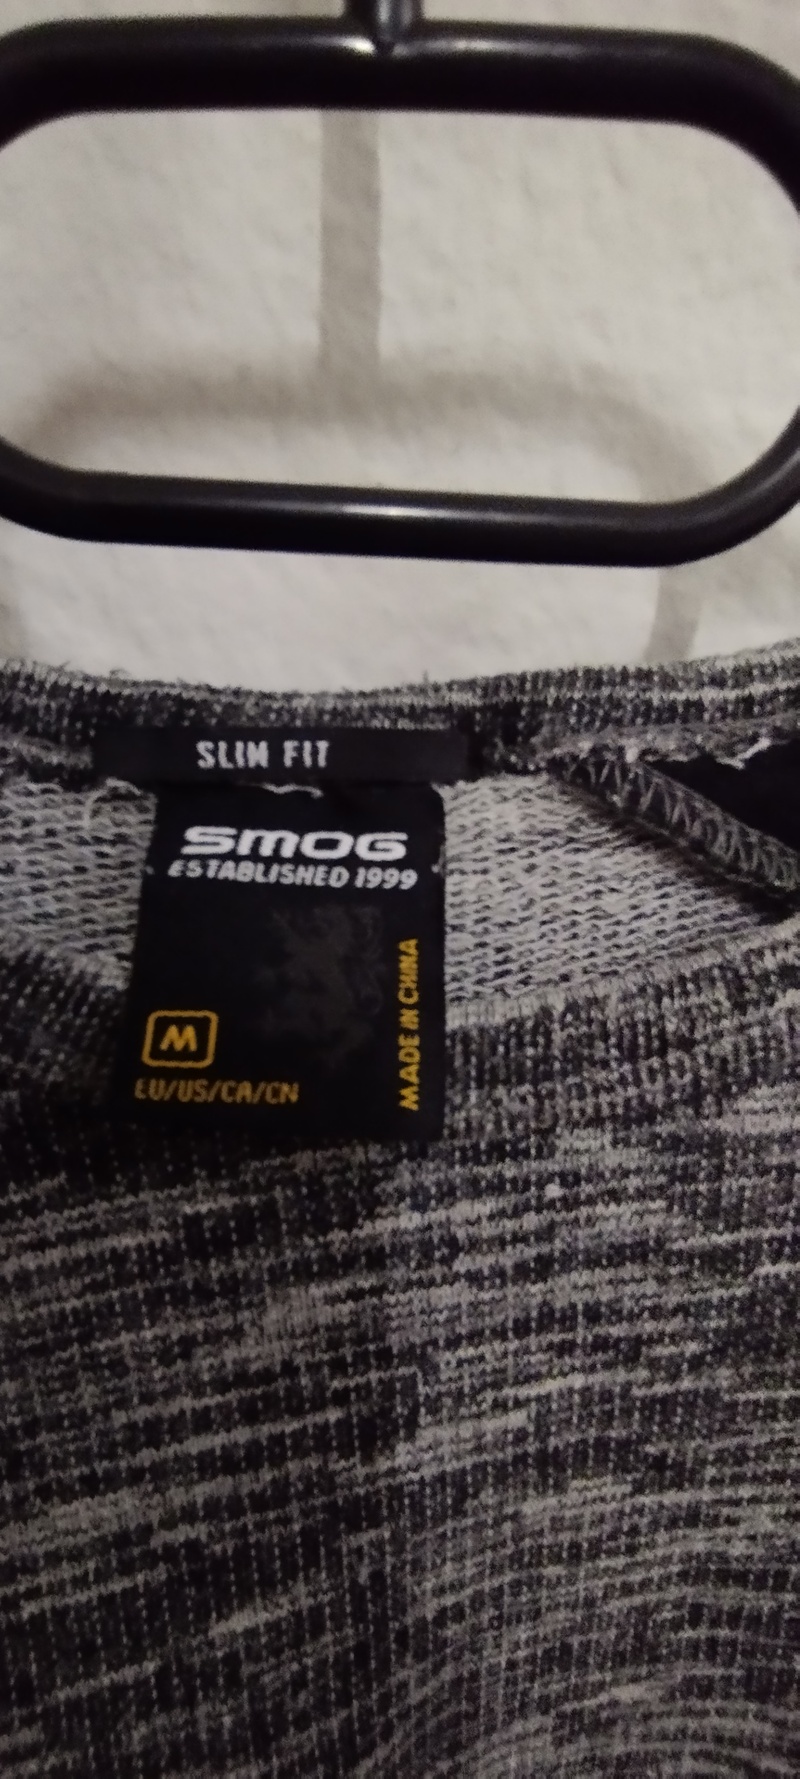 SLIM FIT
SMOG
ESTABLISHED 1999
MADE IN CHINA
M
EU/US/CA/CN